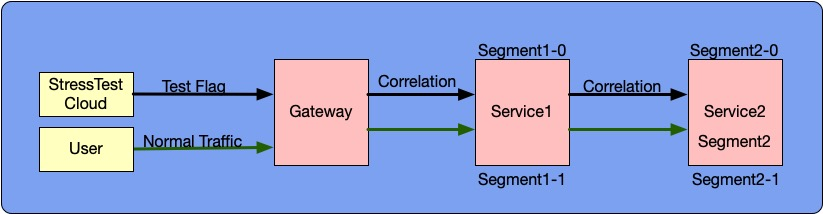 Segment1-0
Segment2-0
StressTest
Cloud
Test Flag
Correlation
Correlation
Gateway
Service1
Service2
User
Normal Traffic
Segment2
Segment1-1
Segment2-1